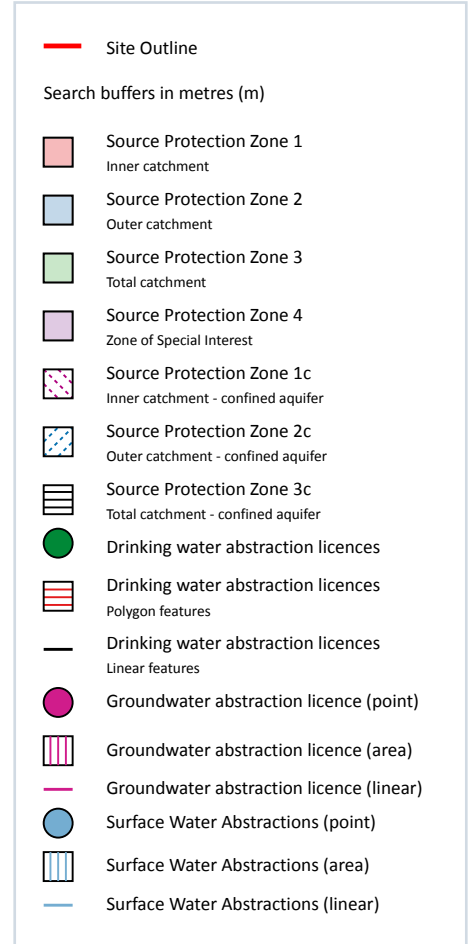 Site Outline
Search buffers in metres (m)
Source Protection Zone 1
Inner catchment
Source Protection Zone 2
Outer catchment
Source Protection Zone 3
Total catchment
Source Protection Zone 4
Zone of Special Interest
Source Protection Zone 1c
Inner catchment - confined aquifer
Source Protection Zone 2c
Outer catchment - confined aquifer
Source Protection Zone 3c
Total catchment - confined aquifer
Drinking water abstraction licences
Drinking water abstraction licences
Polygon features
Drinking water abstraction licences
Linear features
Groundwater abstraction licence (point)
Groundwater abstraction licence (area)
Groundwater abstraction licence (linear)
Surface Water Abstractions (point)
Surface Water Abstractions (area)
Surface Water Abstractions (linear)